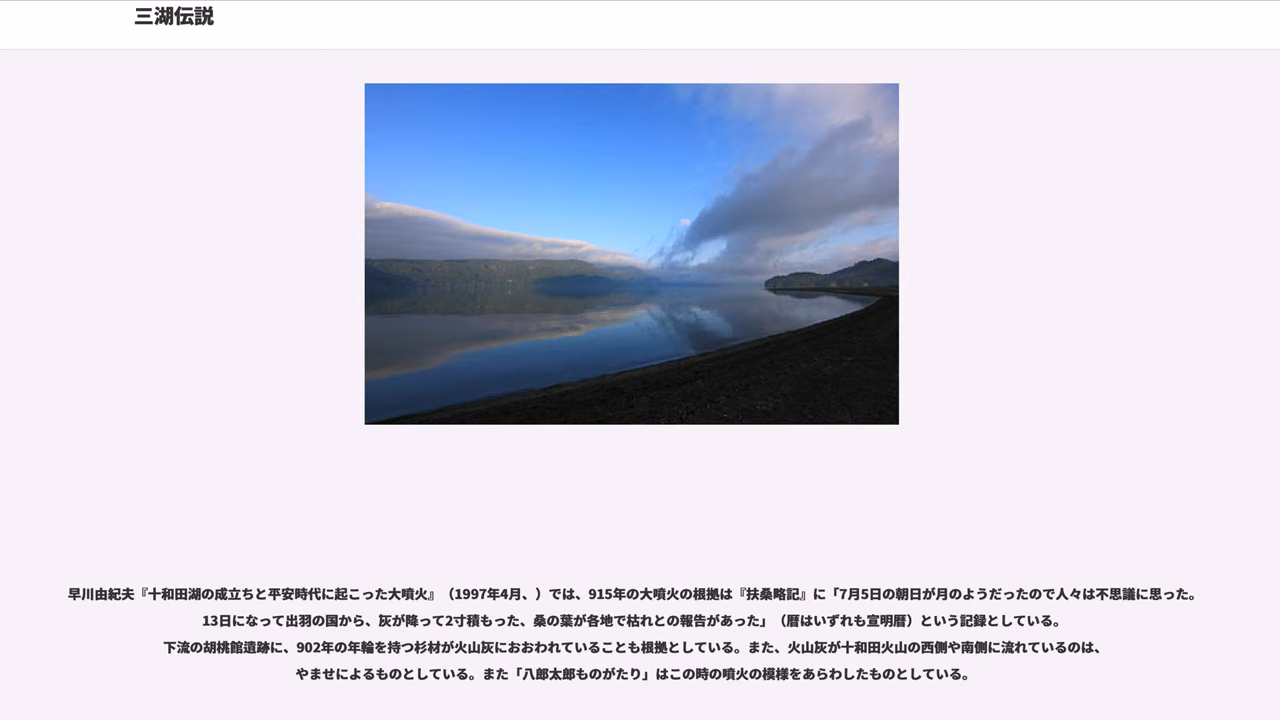 三湖伝説
早川由紀夫『十和田湖の成立ちと平安時代に起こった大噴火』（1997年4月、）では、915年の大噴火の根拠は『扶桑略記』に「7月5日の朝日が月のようだったので人々は不思議に思った。
13日になって出羽の国から、灰が降って2寸積もった、桑の葉が各地で枯れとの報告があった」（暦はいずれも宣明暦）という記録としている。
下流の胡桃館遺跡に、902年の年輪を持つ杉材が火山灰におおわれていることも根拠としている。また、火山灰が十和田火山の西側や南側に流れているのは、
やませによるものとしている。また「八郎太郎ものがたり」はこの時の噴火の模様をあらわしたものとしている。